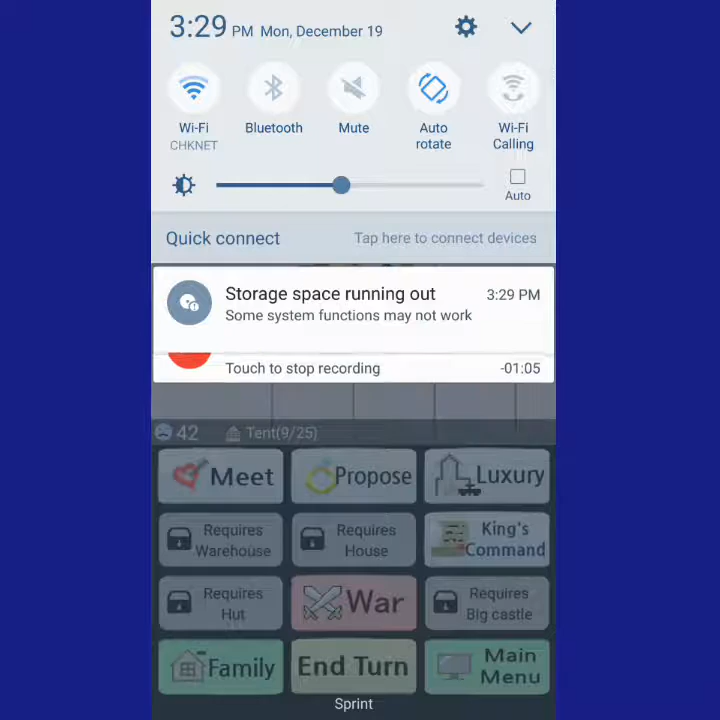 3:29 PM Mon, December 19
Wi-Fi
CHKNET
Bluetooth
Mute
Auto
rotate
Wi-Fi
Calling
Auto
Quick connect Tap here to connect devices
Storage space running out 3:29 PM
Some system functions may not work
Touch to stop recording -01:05
42 Tent(9/25)
Meet Propose Luxury
Requires
Warehouse
Requires
House
King's
Command
Requires
Hut
War
Requires
Big castle
Family
End Turn
Main
Menu
Sprint